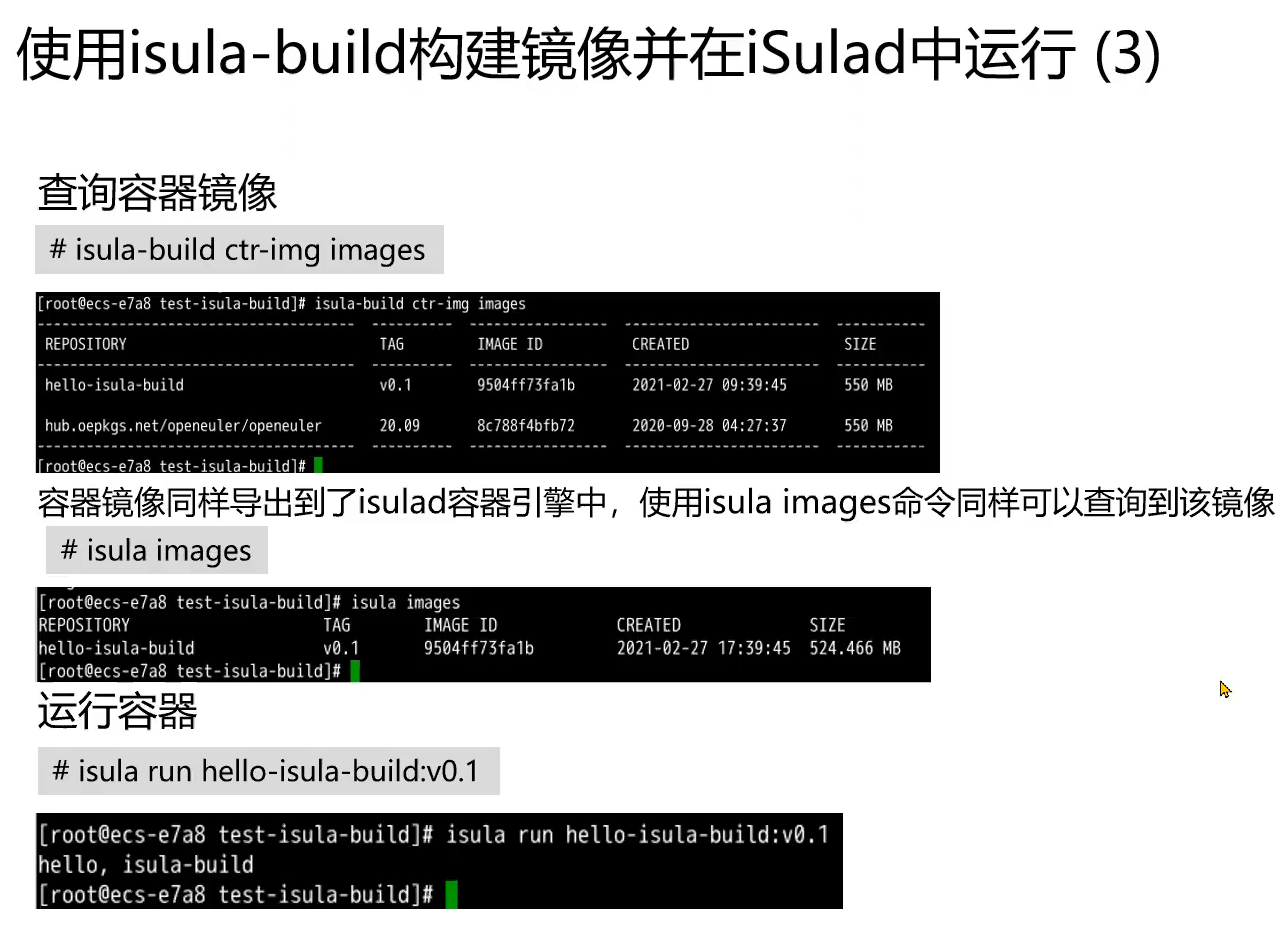 使用isula-build构建镜像并在iSulad中运行 (3)
查询容器镜像
# isula-build ctr-img images
[root@ecs-e7a8 test-isula-build]# isula-build ctr-img images
REPOSITORY TAG IMAGE ID CREATED SIZE
hello-isula-build v0.1 9504ff73fa1b 2021-02-27 09:39:45 550 MB
hub.oepkgs.net/openeuler/openeuler 20.09 8c788f4bfb72 2020-09-28 04:27:37 550 MB
[root@ecs-e7a8 test-isula-build]#
容器镜像同样导出到了isulad容器引擎中，使用isula images命令同样可以查询到该镜像
# isula images
[root@ecs-e7a8 test-isula-build]# isula images
REPOSITORY TAG IMAGE ID CREATED SIZE
hello-isula-build v0.1 9504ff73fa1b 2021-02-27 17:39:45 524.466 MB
[root@ecs-e7a8 test-isula-build]#
运行容器
# isula run hello-isula-build:v0.1
[root@ecs-e7a8 test-isula-build]# isula run hello-isula-build:v0.1
hello, isula-build
[root@ecs-e7a8 test-isula-build]#